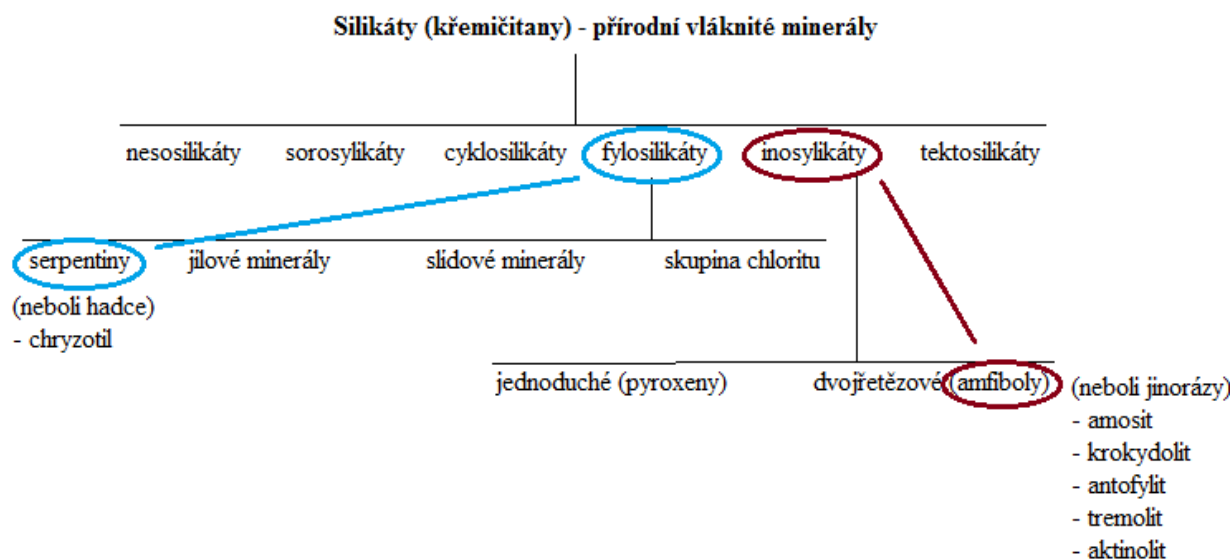 Silikáty (křemičitany) - přírodní vláknité minerály
nesosilikáty sorosylikáty cyklosilikáty fylosilikáty inosylikáty tektosilikáty
serpentiny jílové minerály slídové minerály skupina chloritu
(neboli hadce)
- chryzotil
jednoduché (pyroxeny) dvojřetězové (amfiboly)
(neboli jinorázy)
- amosit
- krokydolit
- antofylit
- tremolit
- aktinolit